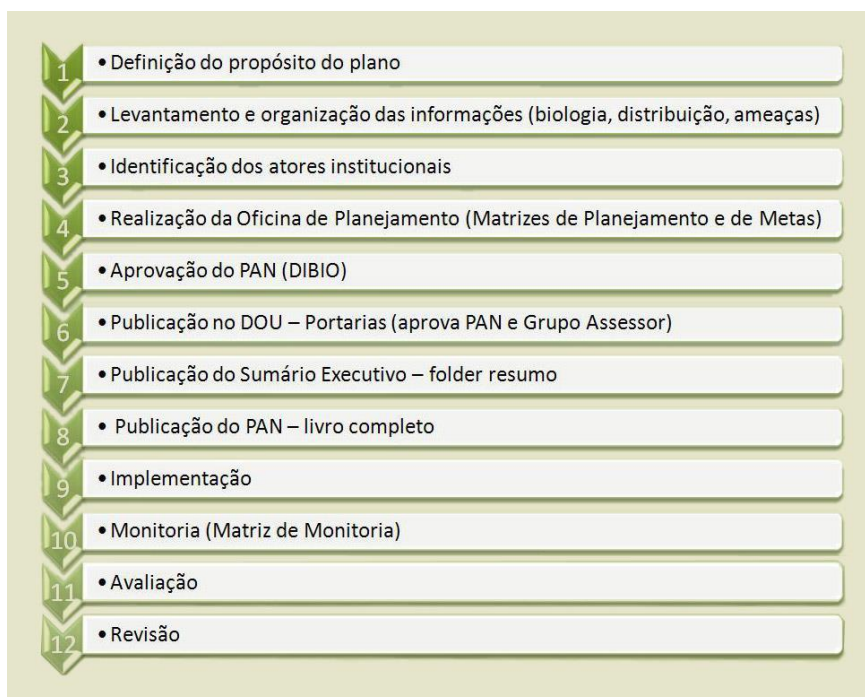 1 • Definição do propósito do plano
2 • Levantamento e organização das informações (biologia, distribuição, ameaças)
3 • Identificação dos atores institucionais
4 • Realização da Oficina de Planejamento (Matrizes de Planejamento e de Metas)
5 • Aprovação do PAN (DIBIO)
6 • Publicação no DOU – Portarias (aprova PAN e Grupo Assessor)
7 • Publicação do Sumário Executivo – folder resumo
8 • Publicação do PAN – livro completo
9 • Implementação
10 • Monitoria (Matriz de Monitoria)
11 • Avaliação
12 • Revisão